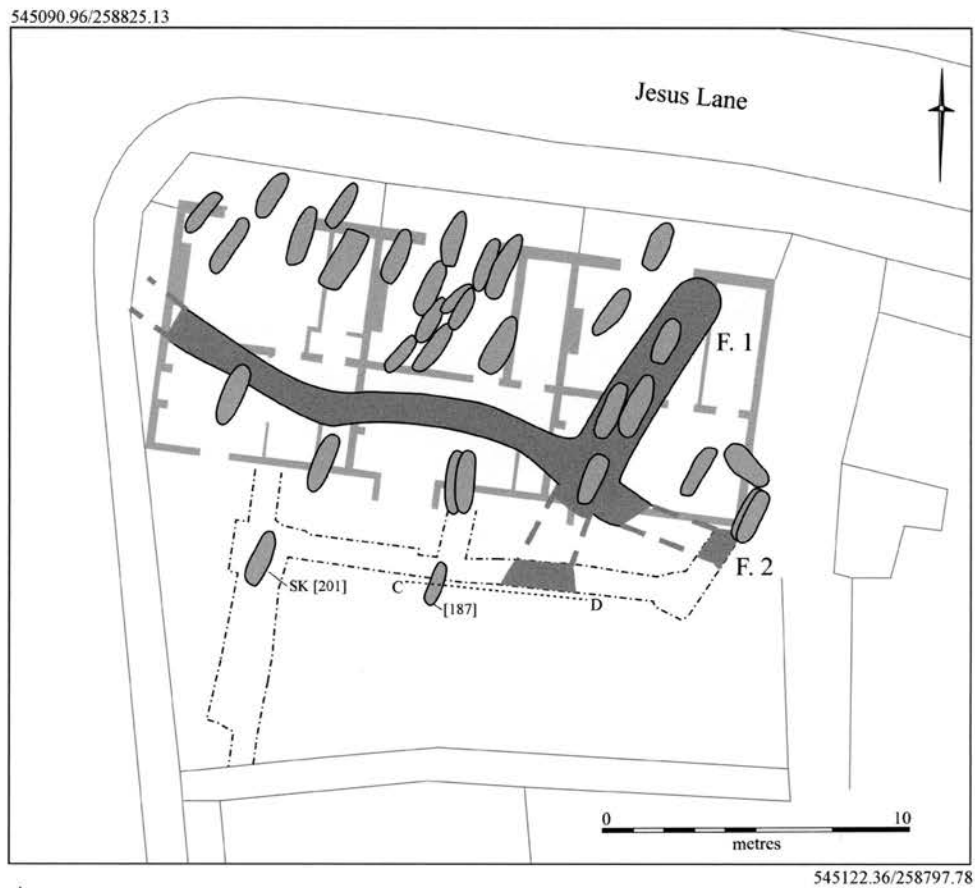 545090.96/258825.13
Jesus Lane
F. 1
F. 2
SK [201]
C
[187]
D
0
10
metres
545122.36/258797.78